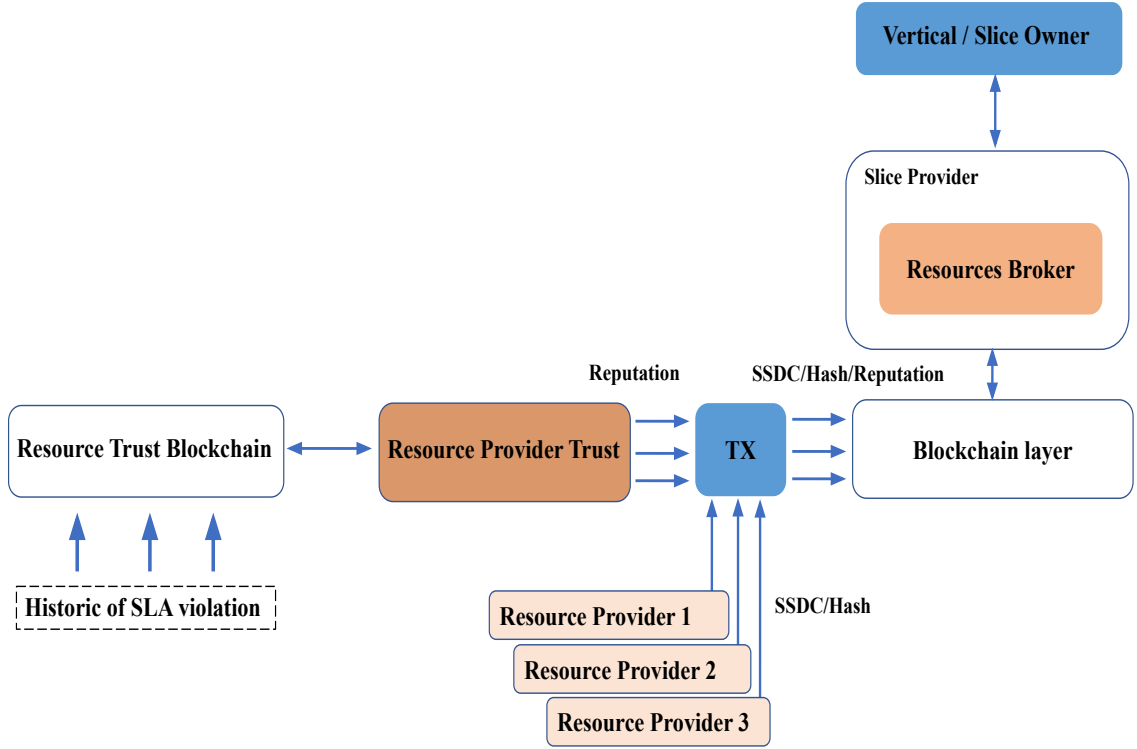 Vertical / Slice Owner
Slice Provider
Resources Broker
Reputation
SSDC/Hash/Reputation
Resource Trust Blockchain
Resource Provider Trust
TX
Blockchain layer
Historic of SLA violation
SSDC/Hash
Resource Provider 1
Resource Provider 2
Resource Provider 3